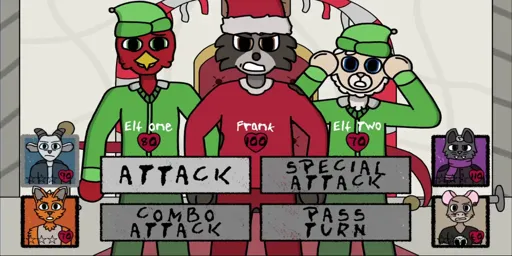 Elf one
Frank
Elf Two
80
100
70
ATTACK
SPECIAL
ATTACK
COMBO
ATTACK
PASS
TURN